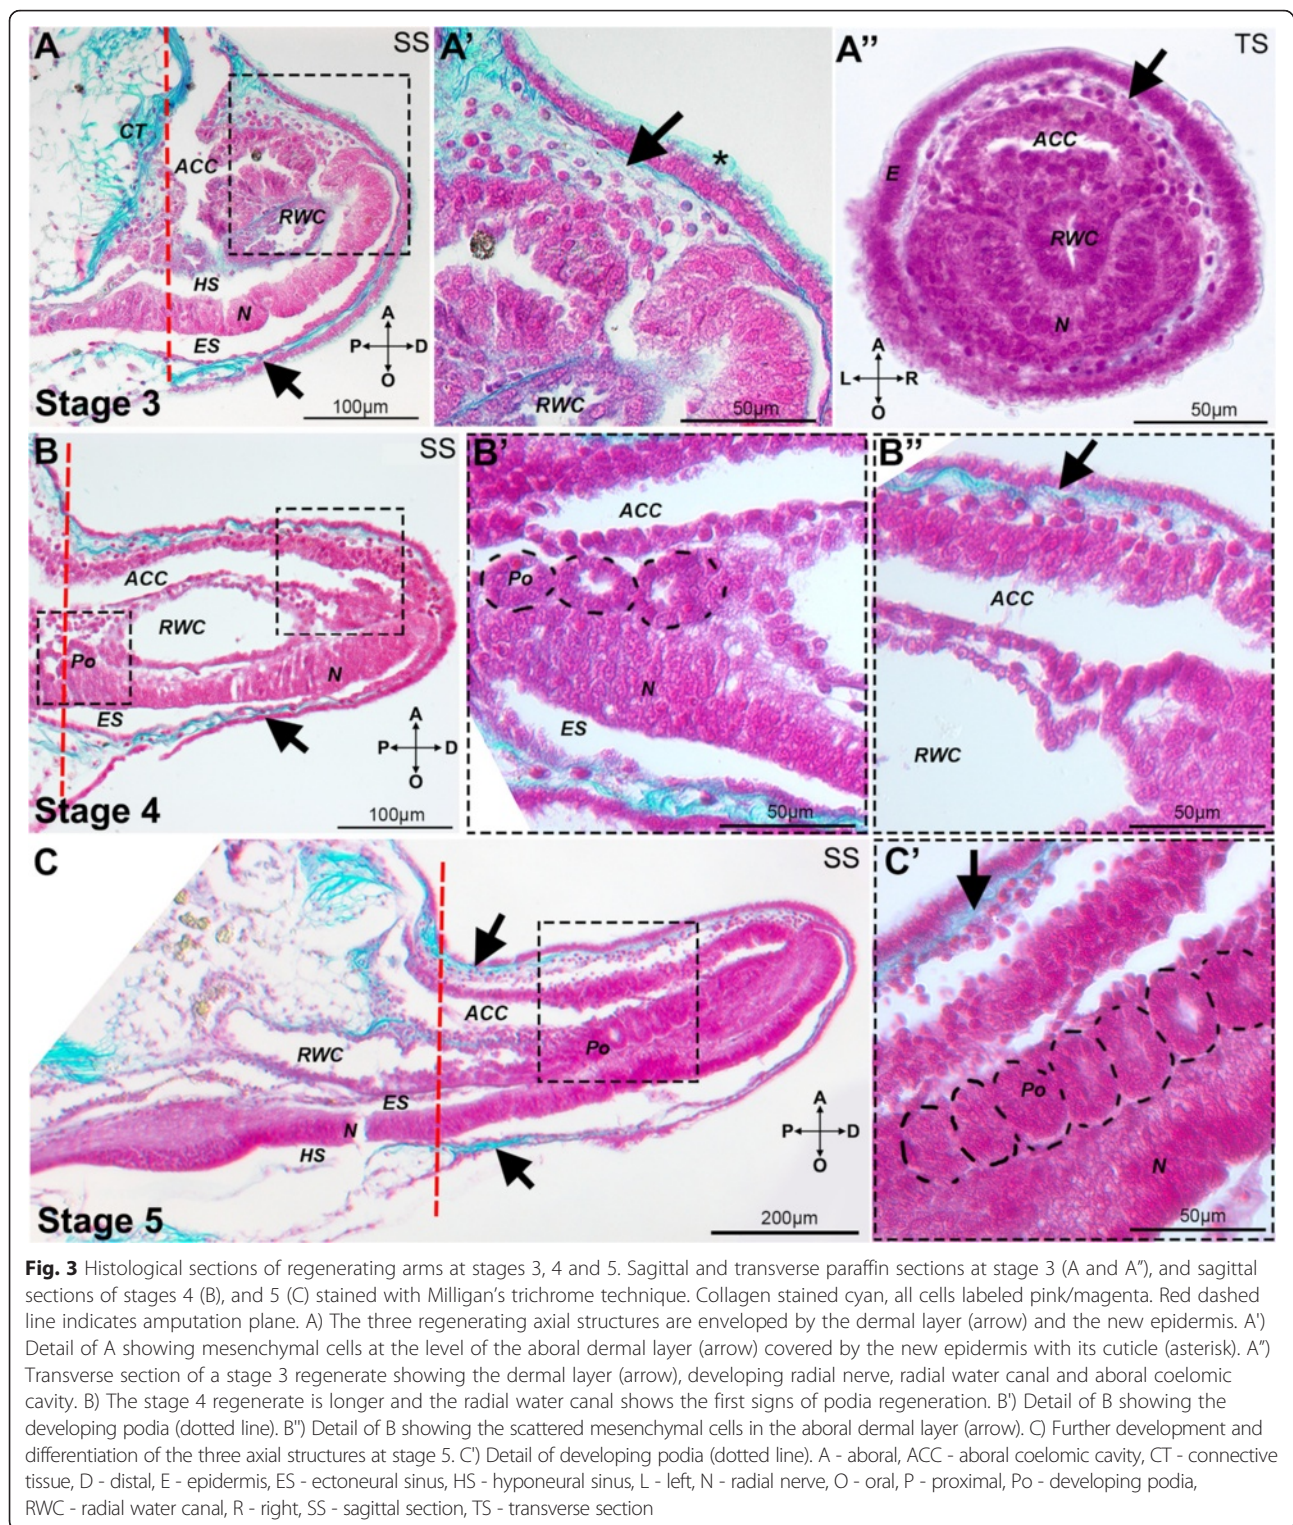 A
SS
CT
ACC
RWC
HS
N
ES
A
P
D
O
Stage 3
100µm
A'
*
RWC
50µm
A''
TS
ACC
E
RWC
N
A
L
R
O
50µm
B
SS
ACC
RWC
Po
N
ES
A
P
D
O
Stage 4
100µm
B'
ACC
Po
N
ES
50µm
B''
ACC
RWC
50µm
C
SS
ACC
RWC
Po
ES
N
HS
A
P
D
O
Stage 5
200µm
C'
Po
N
50µm
Fig. 3 Histological sections of regenerating arms at stages 3, 4 and 5. Sagittal and transverse paraffin sections at stage 3 (A and A″), and sagittal
sections of stages 4 (B), and 5 (C) stained with Milligan's trichrome technique. Collagen stained cyan, all cells labeled pink/magenta. Red dashed
line indicates amputation plane. A) The three regenerating axial structures are enveloped by the dermal layer (arrow) and the new epidermis. A')
Detail of A showing mesenchymal cells at the level of the aboral dermal layer (arrow) covered by the new epidermis with its cuticle (asterisk). A″)
Transverse section of a stage 3 regenerate showing the dermal layer (arrow), developing radial nerve, radial water canal and aboral coelomic
cavity. B) The stage 4 regenerate is longer and the radial water canal shows the first signs of podia regeneration. B') Detail of B showing the
developing podia (dotted line). B") Detail of B showing the scattered mesenchymal cells in the aboral dermal layer (arrow). C) Further development and
differentiation of the three axial structures at stage 5. C') Detail of developing podia (dotted line). A - aboral, ACC - aboral coelomic cavity, CT - connective
tissue, D - distal, E - epidermis, ES - ectoneural sinus, HS - hyponeural sinus, L - left, N - radial nerve, O - oral, P - proximal, Po - developing podia,
RWC - radial water canal, R - right, SS - sagittal section, TS - transverse section